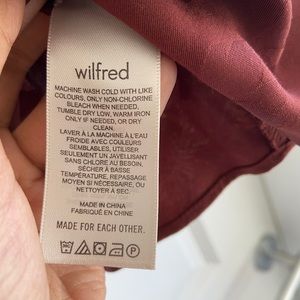 wilfred
MACHINE WASH COLD WITH LIKE
COLOURS, ONLY NON-CHLORINE
BLEACH WHEN NEEDED,
TUMBLE DRY LOW, WARM IRON
ONLY IF NEEDED, OR DRY
CLEAN.
LAVER À LA MACHINE À L'EAU
FROIDE AVEC COULEURS
SEMBLABLES, UTILISER
SEULEMENT UN JAVELLISANT
SANS CHLORE AU BESOIN,
SÉCHER À BASSE
TEMPÉRATURE, REPASSAGE
MOYEN SI NÉCESSAIRE, OU
NETTOYER À SEC.
MADE IN CHINA
FABRIQUÉ EN CHINE
MADE FOR EACH OTHER.
P